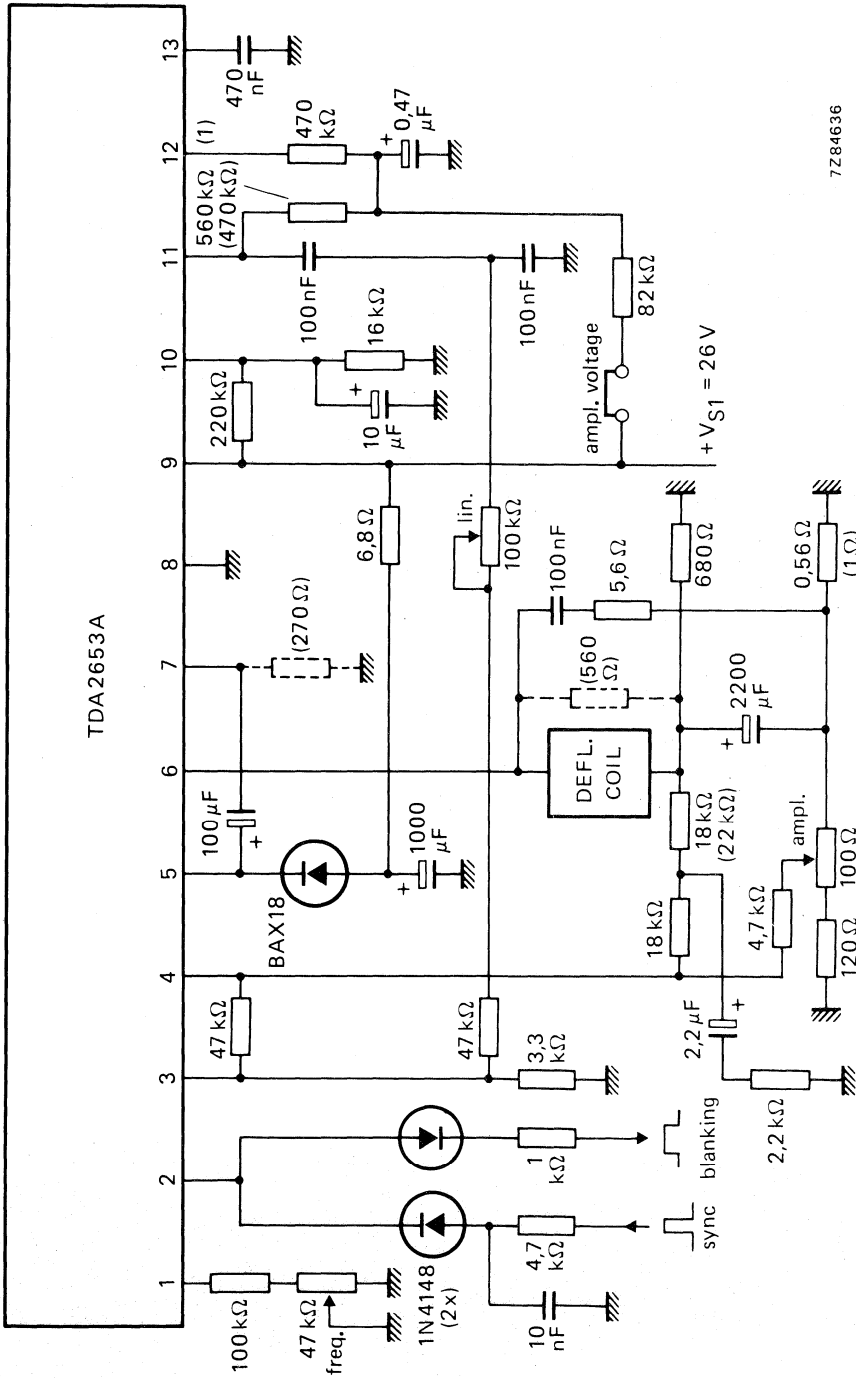 TDA2653A
1
2
3
4
5
6
7
8
9
10
11
12
13
100 kΩ
47 kΩ
freq.
1N4148
(2x)
10
nF
4,7
kΩ
sync
1
kΩ
blanking
47 kΩ
47 kΩ
3,3
kΩ
2,2 kΩ
2,2 μF
+
BAX18
100 μF
+
1000
μF
+
18 kΩ
18 kΩ
(22 kΩ)
4,7 kΩ
ampl.
120 Ω
100 Ω
DEFL.
COIL
(270 Ω)
(560
Ω)
2200
μF
+
100 nF
5,6 Ω
680 Ω
0,56 Ω
(1 Ω)
6,8 Ω
lin.
100 kΩ
220 kΩ
10
μF
+
16 kΩ
100 nF
100 nF
560 kΩ
(470 kΩ)
(1)
470
kΩ
0,47
μF
+
470
nF
82 kΩ
ampl. voltage
+VS1 = 26 V
7Z84636